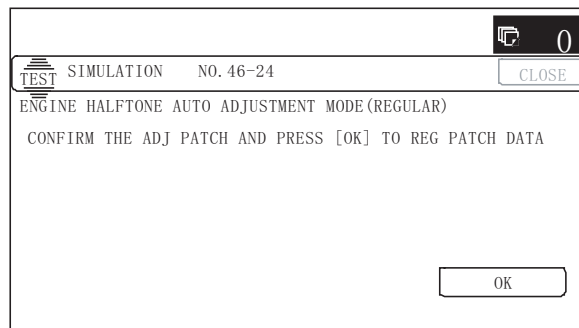 0
TEST SIMULATION NO.46-24 CLOSE
ENGINE HALFTONE AUTO ADJUSTMENT MODE(REGULAR)
CONFIRM THE ADJ PATCH AND PRESS [OK] TO REG PATCH DATA
OK